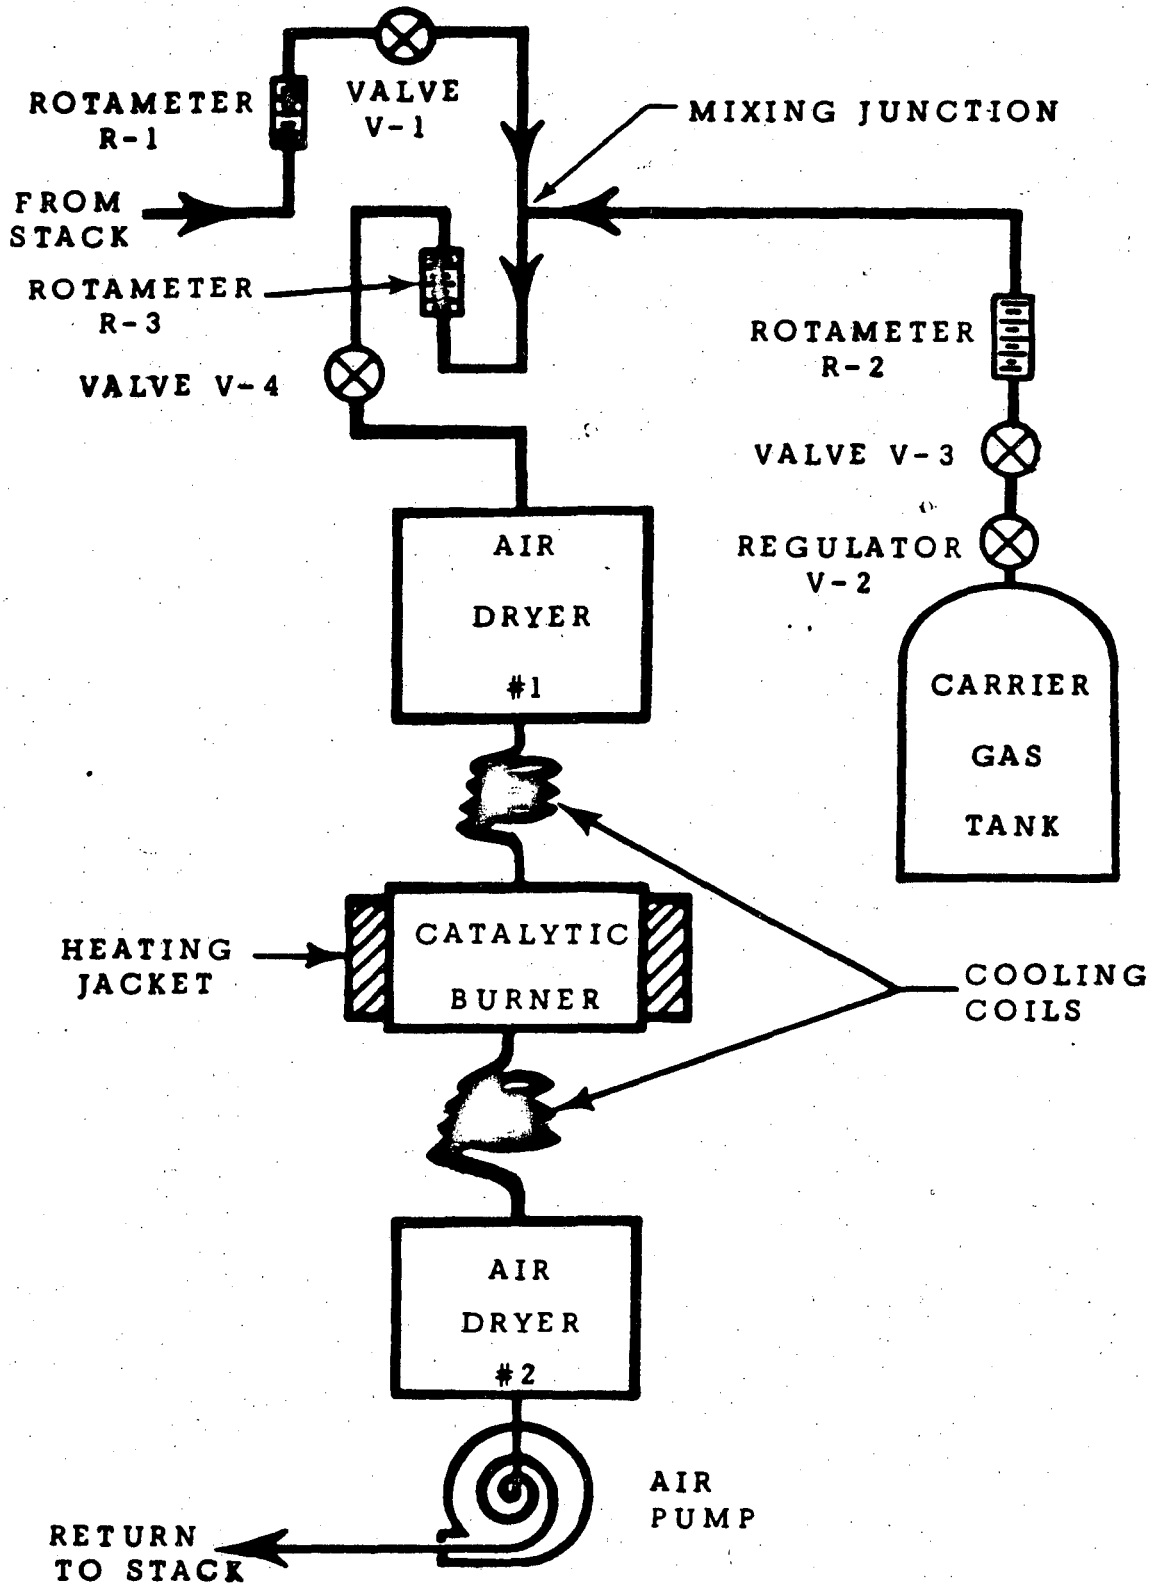 ROTAMETER
R-1
VALVE
V-1
MIXING JUNCTION
FROM
STACK
ROTAMETER
R-3
VALVE V-4
ROTAMETER
R-2
VALVE V-3
REGULATOR
V-2
AIR
DRYER
#1
CARRIER
GAS
TANK
HEATING
JACKET
CATALYTIC
BURNER
COOLING
COILS
AIR
DRYER
#2
AIR
PUMP
RETURN
TO STACK